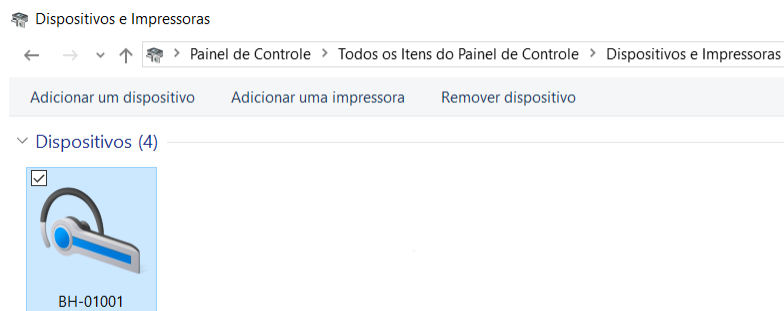 Dispositivos e Impressoras
Painel de Controle > Todos os Itens do Painel de Controle > Dispositivos e Impressoras
Adicionar um dispositivo Adicionar uma impressora Remover dispositivo
Dispositivos (4)
BH-01001